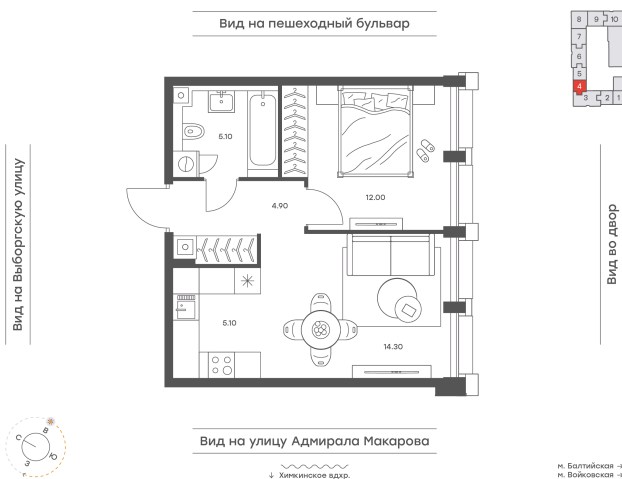 Вид на пешеходный бульвар
8 9 10
7
6
5
4
3 2 1
Вид на Выборгскую улицу
5.10
4.90
12.00
Вид во двор
5.10
14.30
Вид на улицу Адмирала Макарова
↓ Химкинское вдхр.
С В
З Ю
м. Балтийская →
м. Войковская →